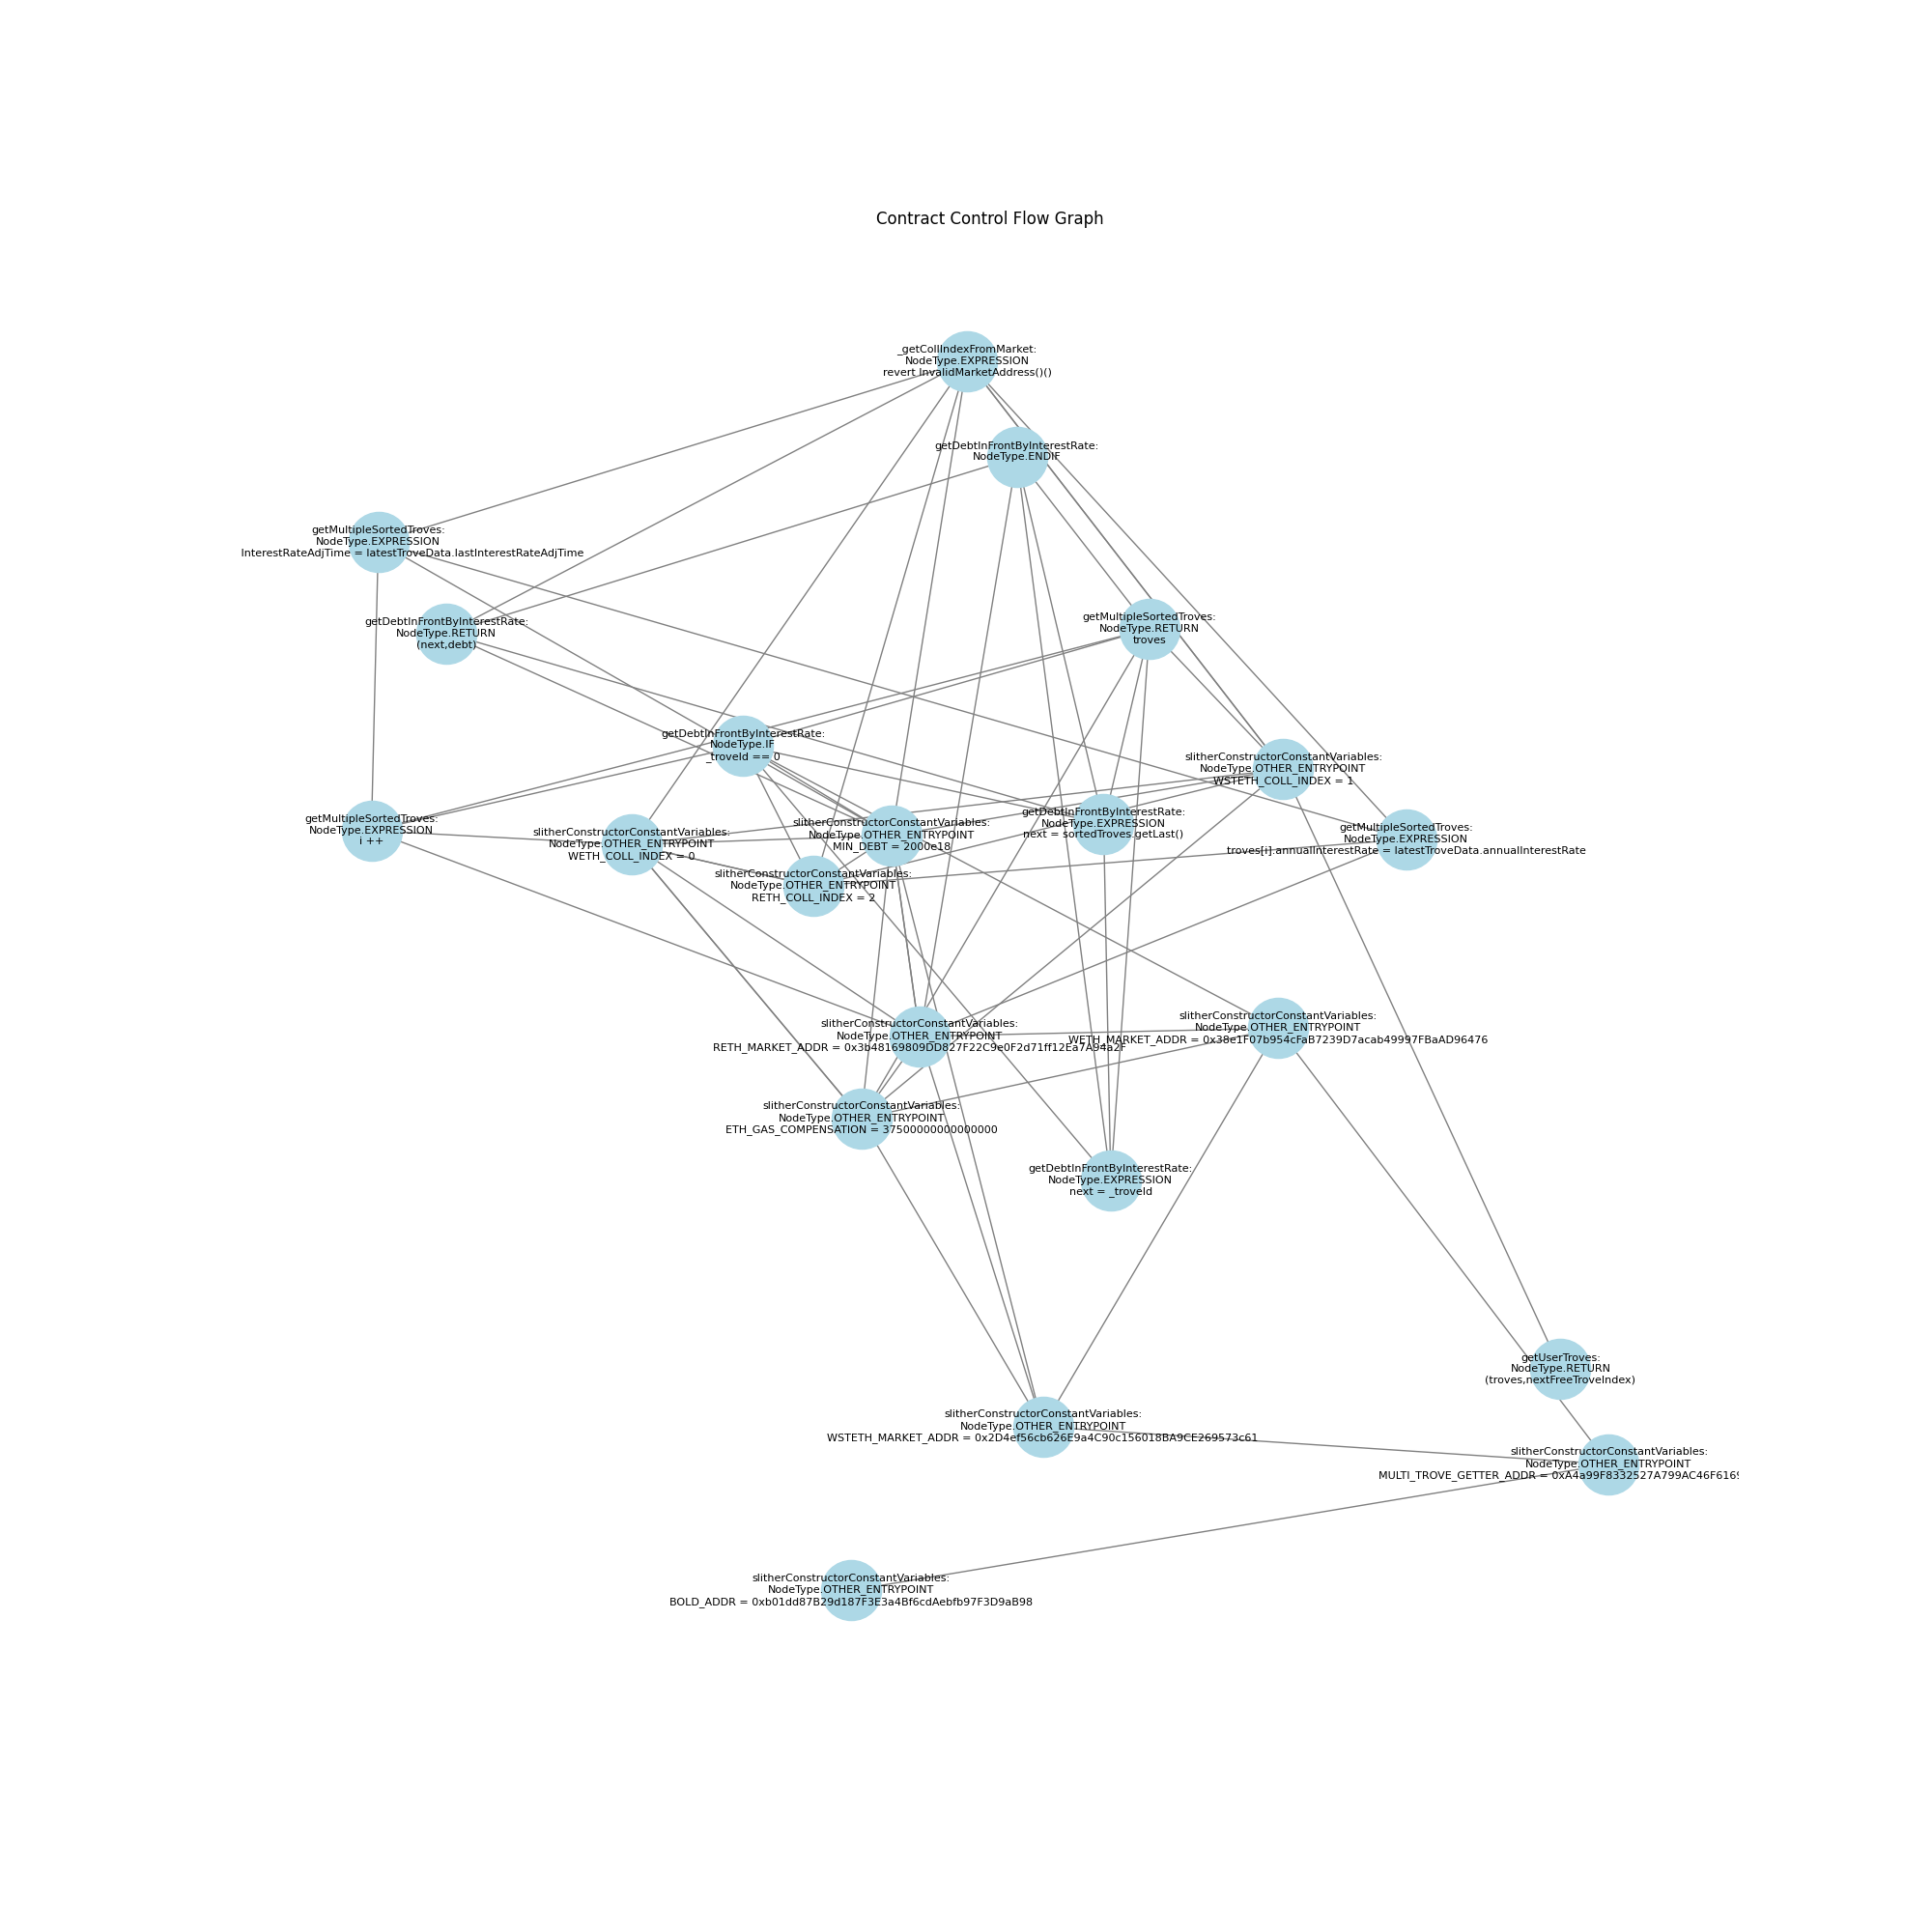 Contract Control Flow Graph
_getCollIndexFromMarket:
NodeType.EXPRESSION
revert InvalidMarketAddress()()
getDebtInFrontByInterestRate:
NodeType.ENDIF
getMultipleSortedTroves:
NodeType.EXPRESSION
InterestRateAdjTime = latestTroveData.lastInterestRateAdjTime
getDebtInFrontByInterestRate:
NodeType.RETURN
(next,debt)
getMultipleSortedTroves:
NodeType.RETURN
troves
getDebtInFrontByInterestRate:
NodeType.IF
_troveId == 0
slitherConstructorConstantVariables:
NodeType.OTHER_ENTRYPOINT
WSTETH_COLL_INDEX = 1
getMultipleSortedTroves:
NodeType.EXPRESSION
i ++
slitherConstructorConstantVariables:
NodeType.OTHER_ENTRYPOINT
WETH_COLL_INDEX = 0
slitherConstructorConstantVariables:
NodeType.OTHER_ENTRYPOINT
MIN_DEBT = 2000e18
getDebtInFrontByInterestRate:
NodeType.EXPRESSION
next = sortedTroves.getLast()
getMultipleSortedTroves:
NodeType.EXPRESSION
troves[i].annualInterestRate = latestTroveData.annualInterestRate
slitherConstructorConstantVariables:
NodeType.OTHER_ENTRYPOINT
RETH_COLL_INDEX = 2
slitherConstructorConstantVariables:
NodeType.OTHER_ENTRYPOINT
RETH_MARKET_ADDR = 0x3b48169809DD827F22C9e0F2d71ff12Ea7A94a2F
slitherConstructorConstantVariables:
NodeType.OTHER_ENTRYPOINT
WETH_MARKET_ADDR = 0x38e1F07b954cFaB7239D7acab49997FBaAD96476
slitherConstructorConstantVariables:
NodeType.OTHER_ENTRYPOINT
ETH_GAS_COMPENSATION = 37500000000000000
getDebtInFrontByInterestRate:
NodeType.EXPRESSION
next = _troveId
getUserTroves:
NodeType.RETURN
(troves,nextFreeTroveIndex)
slitherConstructorConstantVariables:
NodeType.OTHER_ENTRYPOINT
WSTETH_MARKET_ADDR = 0x2D4ef56cb626E9a4C90c156018BA9CE269573c61
slitherConstructorConstantVariables:
NodeType.OTHER_ENTRYPOINT
MULTI_TROVE_GETTER_ADDR = 0xA4a99F8332527A799AC46F616
slitherConstructorConstantVariables:
NodeType.OTHER_ENTRYPOINT
BOLD_ADDR = 0xb01dd87B29d187F3E3a4Bf6cdAebfb97F3D9aB98